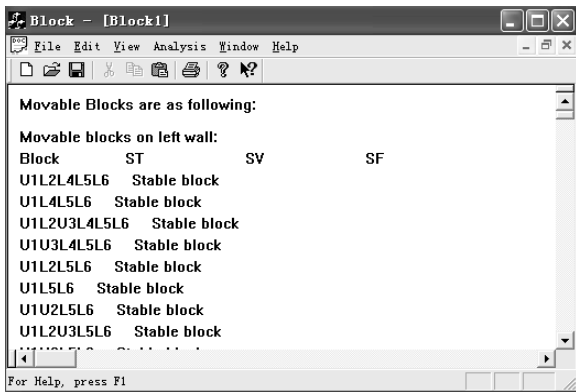 Block - [Block1]
File Edit View Analysis Window Help
Movable Blocks are as following:
Movable blocks on left wall:
Block ST SV SF
U1L2L4L5L6 Stable block
U1L4L5L6 Stable block
U1L2U3L4L5L6 Stable block
U1U3L4L5L6 Stable block
U1L2L5L6 Stable block
U1L5L6 Stable block
U1U2L5L6 Stable block
U1L2U3L5L6 Stable block
For Help, press F1